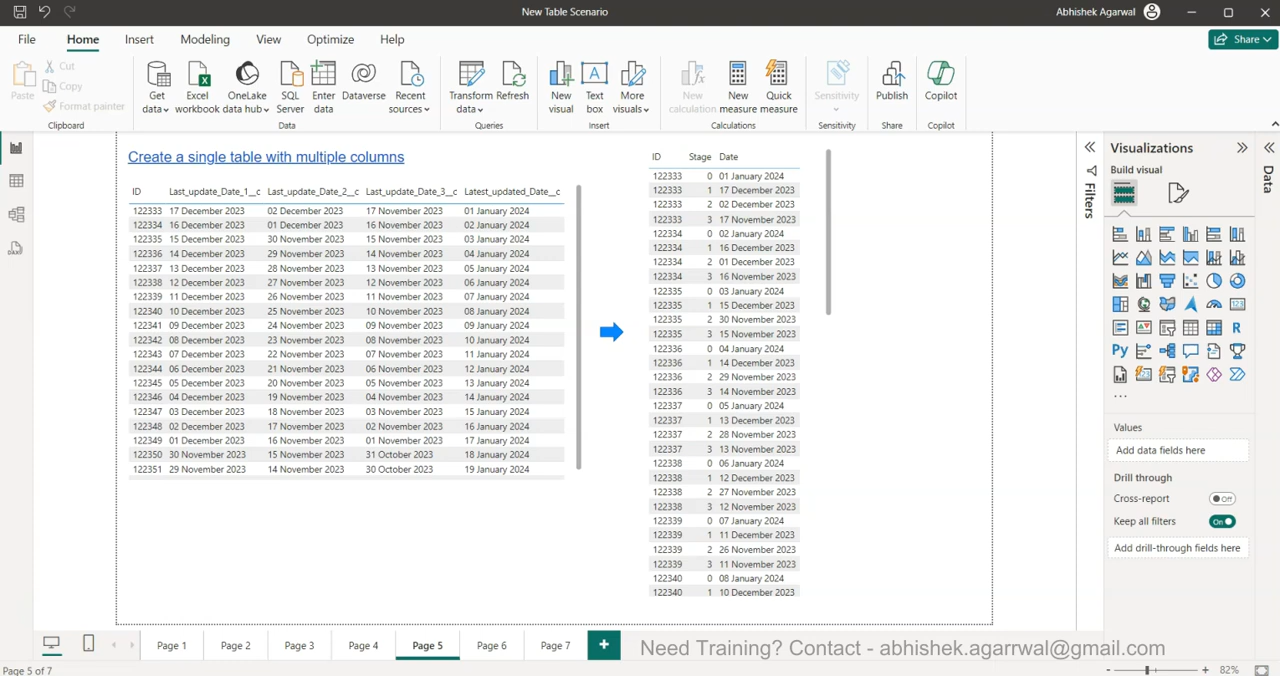 New Table Scenario
Abhishek Agarwal
File Home Insert Modeling View Optimize Help
Share
Paste
Cut
Copy
Format painter
Clipboard
Get data
Excel workbook
OneLake data hub
SQL Server
Enter data
Dataverse
Recent sources
Data
Transform data
Refresh
Queries
New visual
Text box
More visuals
Insert
New calculation
New measure
Quick measure
Calculations
Sensitivity
Sensitivity
Publish
Share
Copilot
Copilot
Create a single table with multiple columns
ID Last_update_Date_1__c Last_update_Date_2__c Last_update_Date_3__c Latest_updated_Date__c
122333 17 December 2023 02 December 2023 17 November 2023 01 January 2024
122334 16 December 2023 01 December 2023 16 November 2023 02 January 2024
122335 15 December 2023 30 November 2023 15 November 2023 03 January 2024
122336 14 December 2023 29 November 2023 14 November 2023 04 January 2024
122337 13 December 2023 28 November 2023 13 November 2023 05 January 2024
122338 12 December 2023 27 November 2023 12 November 2023 06 January 2024
122339 11 December 2023 26 November 2023 11 November 2023 07 January 2024
122340 10 December 2023 25 November 2023 10 November 2023 08 January 2024
122341 09 December 2023 24 November 2023 09 November 2023 09 January 2024
122342 08 December 2023 23 November 2023 08 November 2023 10 January 2024
122343 07 December 2023 22 November 2023 07 November 2023 11 January 2024
122344 06 December 2023 21 November 2023 06 November 2023 12 January 2024
122345 05 December 2023 20 November 2023 05 November 2023 13 January 2024
122346 04 December 2023 19 November 2023 04 November 2023 14 January 2024
122347 03 December 2023 18 November 2023 03 November 2023 15 January 2024
122348 02 December 2023 17 November 2023 02 November 2023 16 January 2024
122349 01 December 2023 16 November 2023 01 November 2023 17 January 2024
122350 30 November 2023 15 November 2023 31 October 2023 18 January 2024
122351 29 November 2023 14 November 2023 30 October 2023 19 January 2024
ID Stage Date
122333 0 01 January 2024
122333 1 17 December 2023
122333 2 02 December 2023
122333 3 17 November 2023
122334 0 02 January 2024
122334 1 16 December 2023
122334 2 01 December 2023
122334 3 16 November 2023
122335 0 03 January 2024
122335 1 15 December 2023
122335 2 30 November 2023
122335 3 15 November 2023
122336 0 04 January 2024
122336 1 14 December 2023
122336 2 29 November 2023
122336 3 14 November 2023
122337 0 05 January 2024
122337 1 13 December 2023
122337 2 28 November 2023
122337 3 13 November 2023
122338 0 06 January 2024
122338 1 12 December 2023
122338 2 27 November 2023
122338 3 12 November 2023
122339 0 07 January 2024
122339 1 11 December 2023
122339 2 26 November 2023
122339 3 11 November 2023
122340 0 08 January 2024
122340 1 10 December 2023
Filters
Visualizations
Build visual
123
R
Py
Values
Add data fields here
Drill through
Cross-report Off
Keep all filters On
Add drill-through fields here
Data
Page 1 Page 2 Page 3 Page 4 Page 5 Page 6 Page 7
Need Training? Contact - abhishek.agarrwal@gmail.com
Page 5 of 7
82%